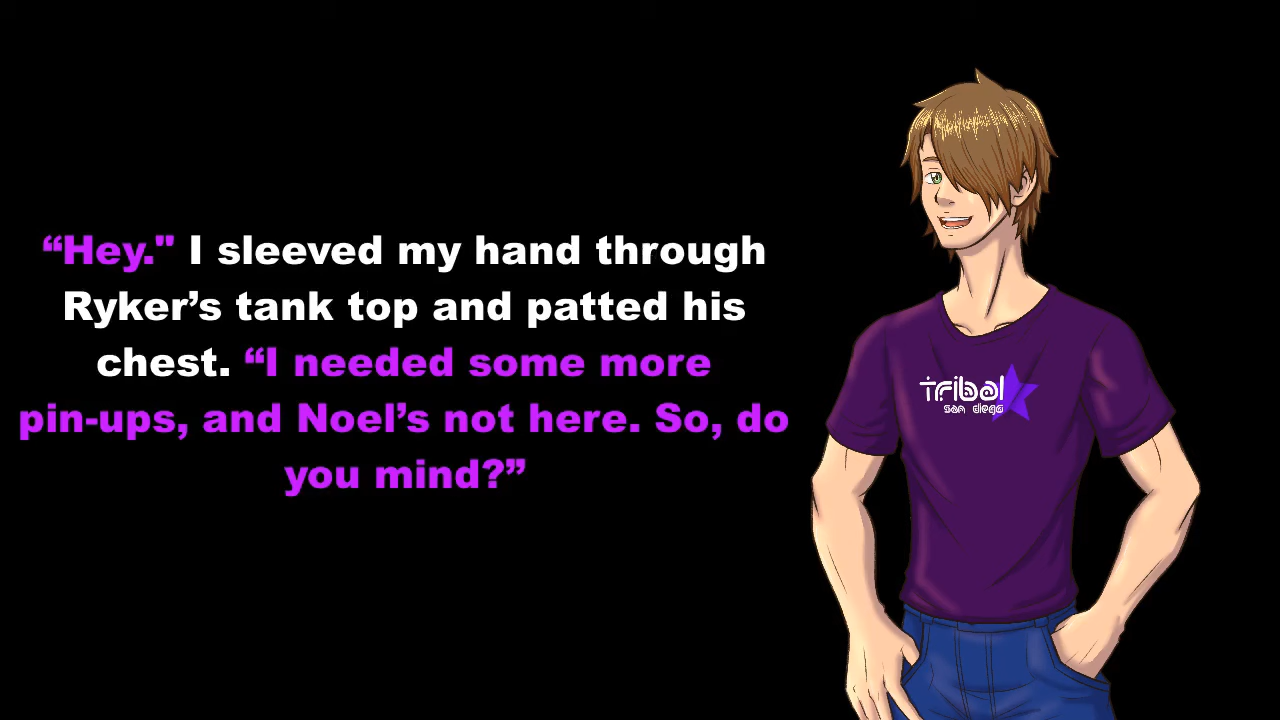 “Hey." I sleeved my hand through
Ryker’s tank top and patted his
chest. “I needed some more
pin-ups, and Noel’s not here. So, do
you mind?”
tribal
san diego